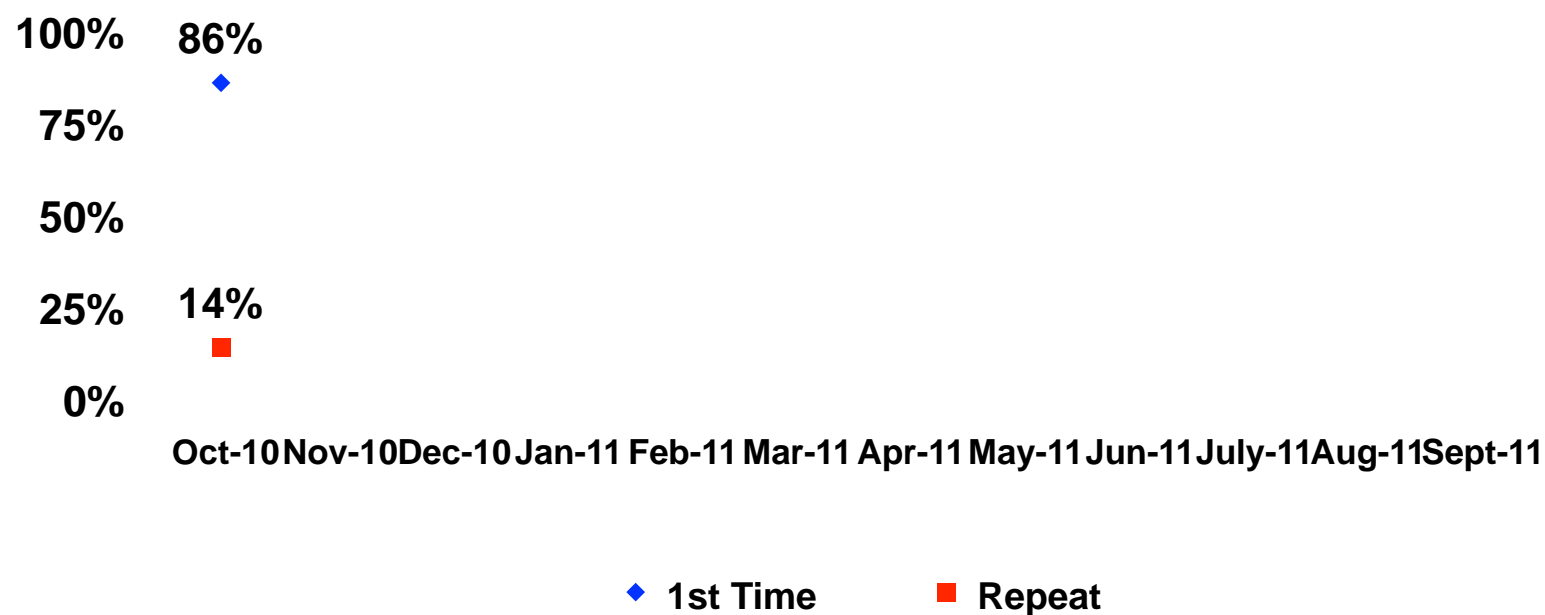 100% 86%
75%
50%
25% 14%
0%
Oct-10 Nov-10 Dec-10 Jan-11 Feb-11 Mar-11 Apr-11 May-11 Jun-11 July-11 Aug-11 Sept-11
1st Time Repeat